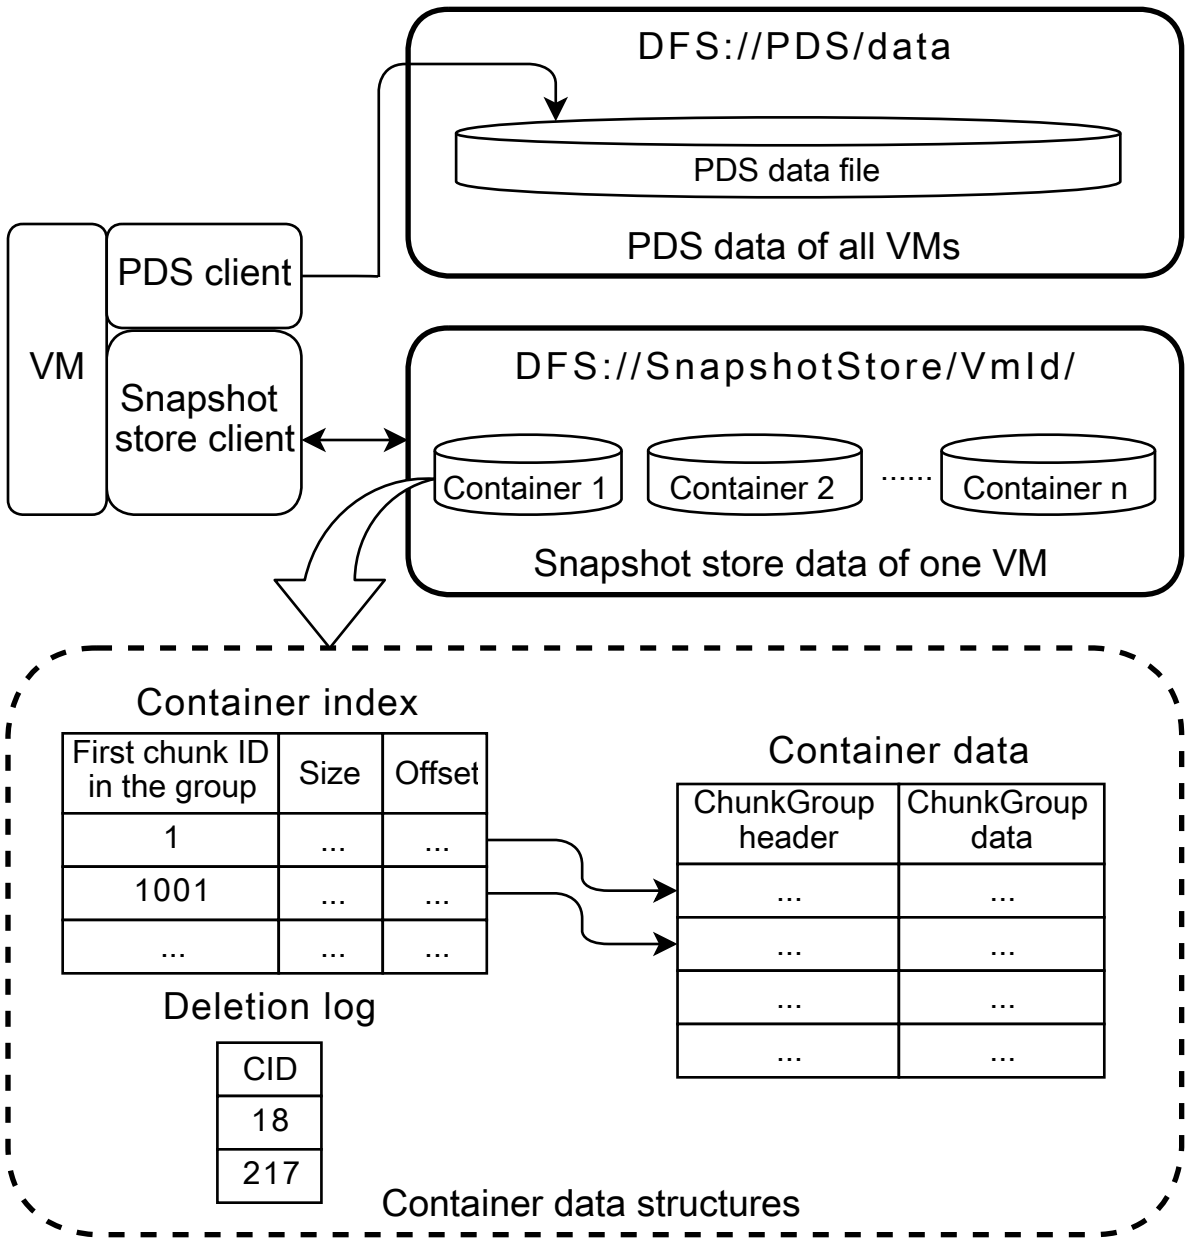 DFS://PDS/data
PDS data file
PDS data of all VMs
VM
PDS client
Snapshot
store client
DFS://SnapshotStore/VmId/
Container 1
Container 2
......
Container n
Snapshot store data of one VM
Container index
First chunk ID
in the group
Size
Offset
1
...
...
1001
...
...
...
...
...
Container data
ChunkGroup
header
ChunkGroup
data
...
...
...
...
...
...
...
...
Deletion log
CID
18
217
Container data structures